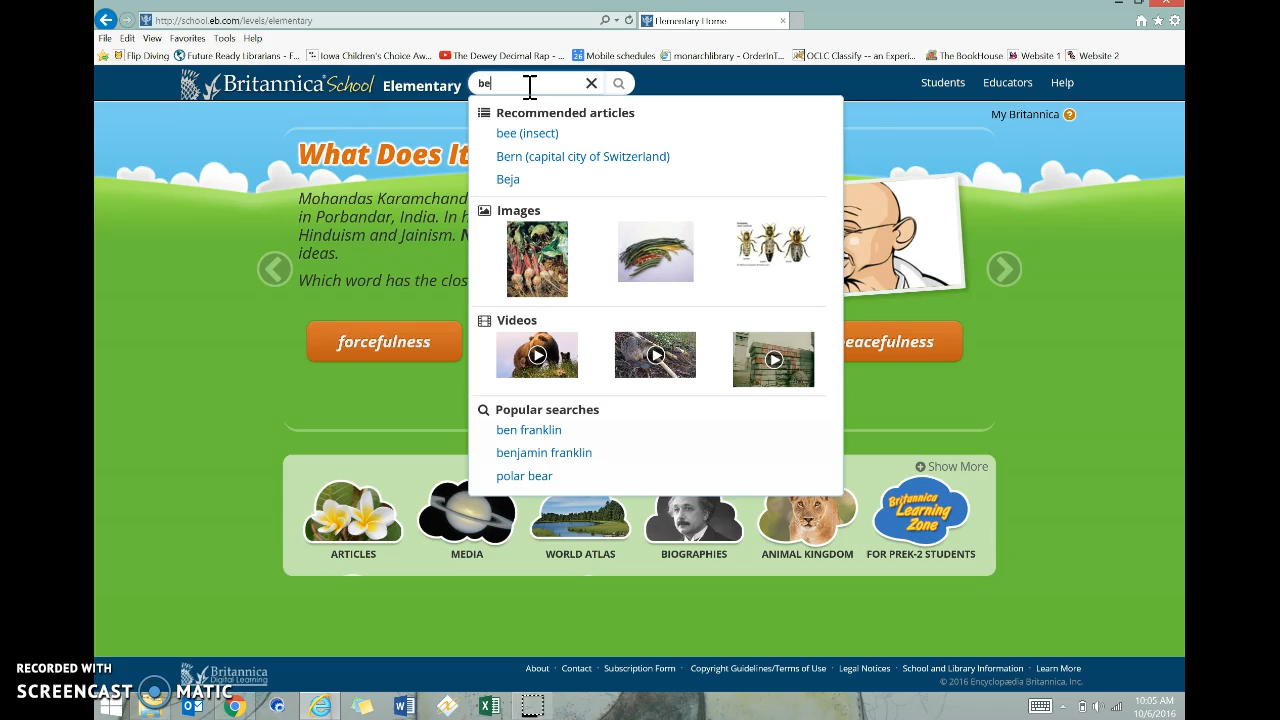 http://school.eb.com/levels/elementary
Elementary Home
File Edit View Favorites Tools Help
Flip Diving
Future Ready Librarians - F...
Iowa Children's Choice Awar...
The Dewey Decimal Rap - ...
26 Mobile schedules
monarchlibrary - OrderInT...
OCLC Classify -- an Experi...
The BookHouse
Website 1
Website 2
Britannica School Elementary
be
Students Educators Help
My Britannica ?
Recommended articles
bee (insect)
Bern (capital city of Switzerland)
Beja
Images
Videos
Popular searches
ben franklin
benjamin franklin
polar bear
What Does It
Mohandas Karamchand
in Porbandar, India. In h
Hinduism and Jainism.
ideas.
Which word has the clos
forcefulness
eacefulness
Show More
Britannica
Learning
Zone
ARTICLES MEDIA WORLD ATLAS BIOGRAPHIES ANIMAL KINGDOM FOR PREK-2 STUDENTS
Britannica
Digital Learning
About · Contact · Subscription Form · Copyright Guidelines/Terms of Use · Legal Notices · School and Library Information · Learn More
© 2016 Encyclopædia Britannica, Inc.
RECORDED WITH
SCREENCAST MATIC
10:05 AM
10/6/2016